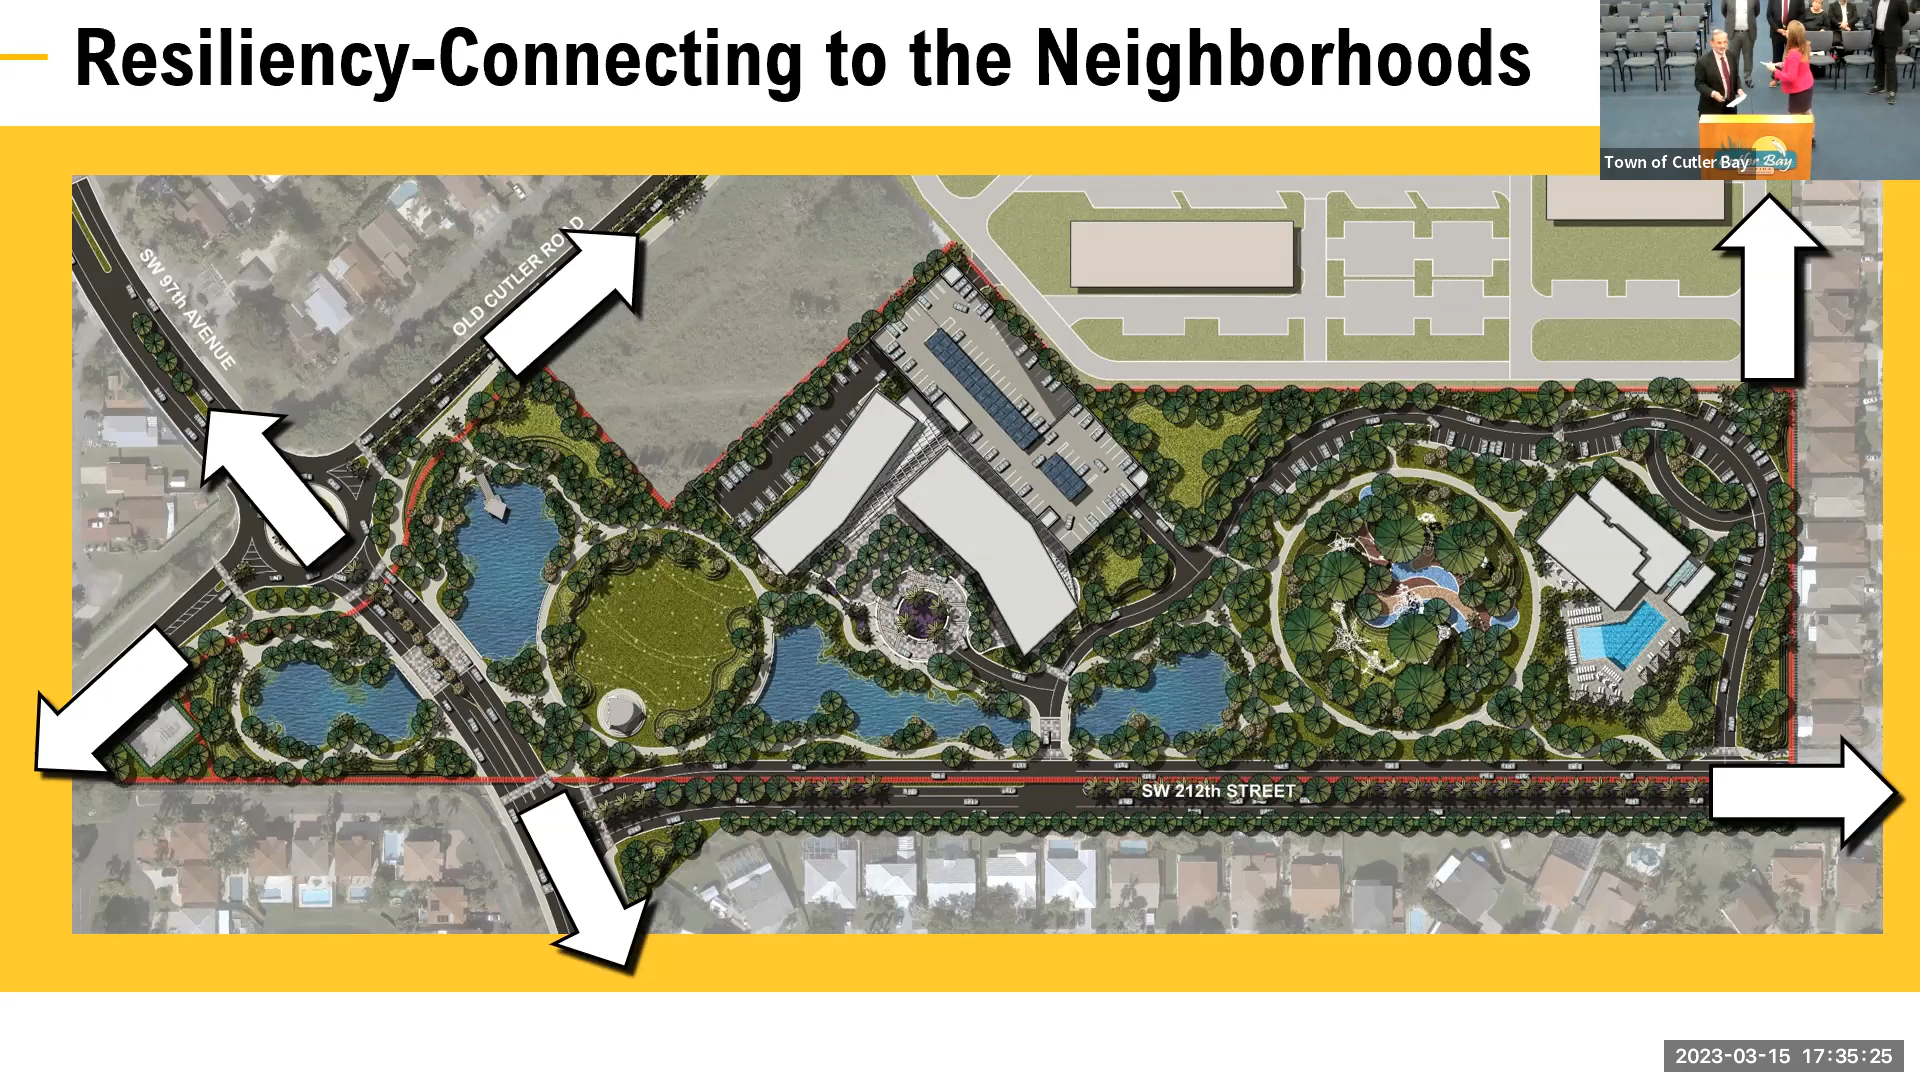 Resiliency-Connecting to the Neighborhoods
Town of Cutler Bay
Bay
SW 97th AVENUE
OLD CUTLER ROAD
SW 212th STREET
2023-03-15 17:35:25